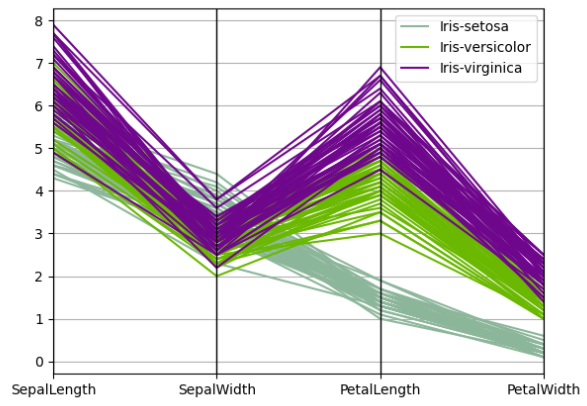 8
Iris-setosa
Iris-versicolor
Iris-virginica
7
6
5
4
3
2
1
0
SepalLength SepalWidth PetalLength PetalWidth